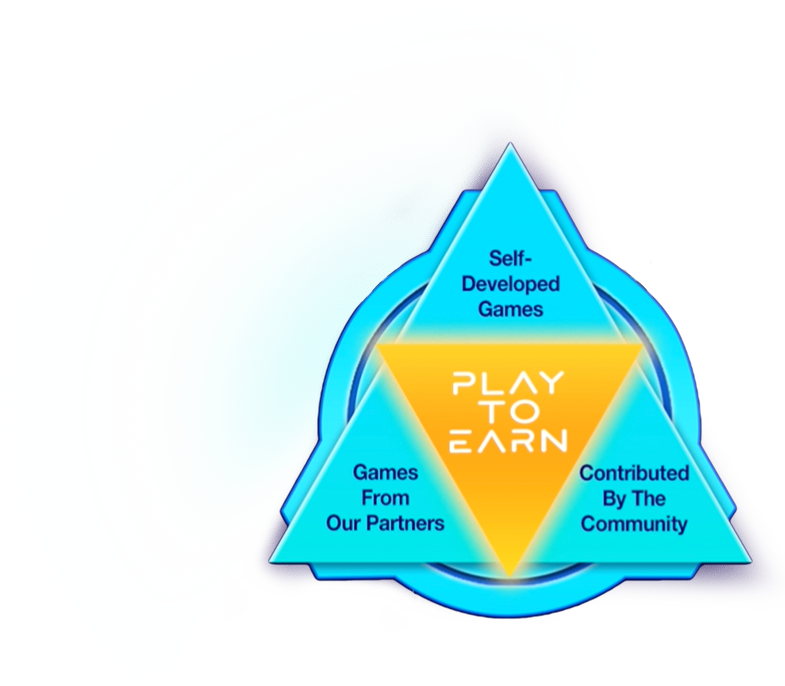 Self-
Developed
Games
PLAY
TO
EARN
Games
From
Our Partners
Contributed
By The
Community